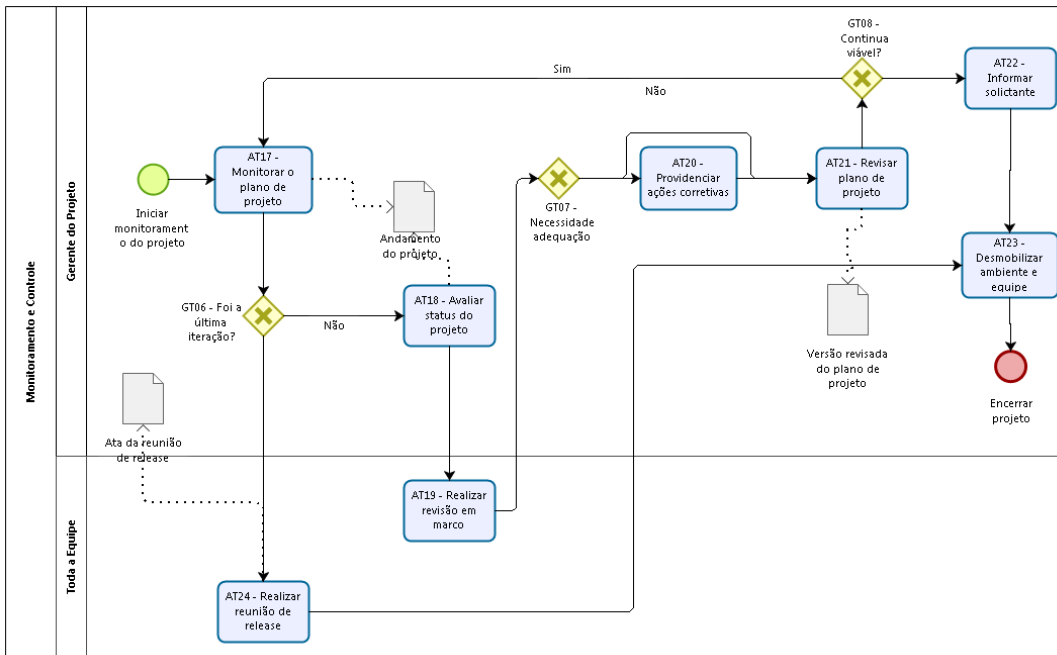 Monitoramento e Controle
Gerente do Projeto
Toda a Equipe
GT08 -
Continua
viável?
AT22 -
Informar
solictante
Sim
Não
AT17 -
Monitorar o
plano de
projeto
AT20 -
Providenciar
ações corretivas
AT21 - Revisar
plano de
projeto
Iniciar
monitorament
o do projeto
GT07 -
Necessidade
adequação
Andamento
do projeto
AT23 -
Desmobilizar
ambiente e
equipe
GT06 - Foi a
última
iteração?
Não
AT18 - Avaliar
status do
projeto
Versão revisada
do plano de
projeto
Encerrar
projeto
Ata da reunião
de release
AT19 - Realizar
revisão em
marco
AT24 - Realizar
reunião de
release